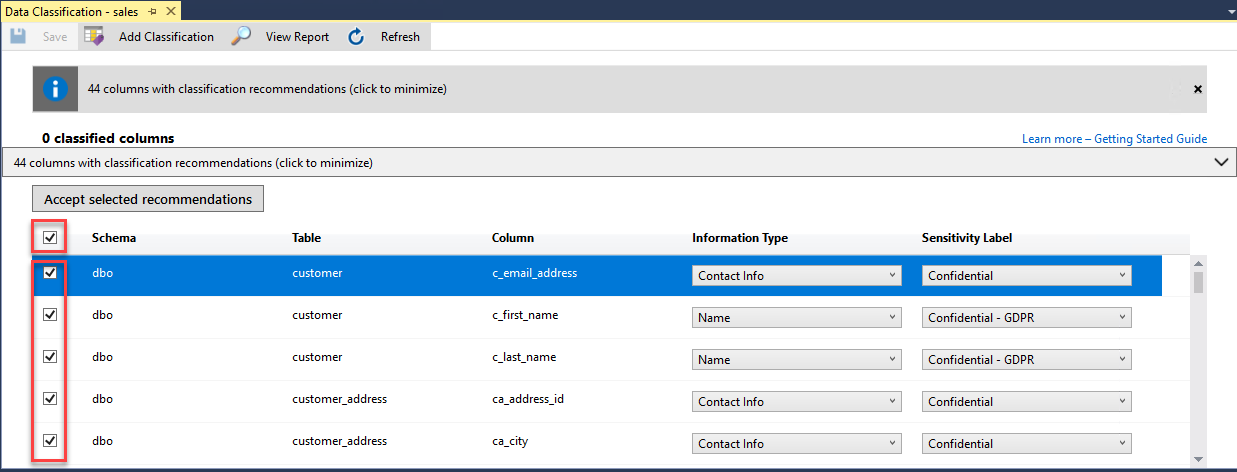 Data Classification - sales
Save Add Classification View Report Refresh
44 columns with classification recommendations (click to minimize)
0 classified columns Learn more – Getting Started Guide
44 columns with classification recommendations (click to minimize)
Accept selected recommendations
Schema Table Column Information Type Sensitivity Label
dbo customer c_email_address Contact Info Confidential
dbo customer c_first_name Name Confidential - GDPR
dbo customer c_last_name Name Confidential - GDPR
dbo customer_address ca_address_id Contact Info Confidential
dbo customer_address ca_city Contact Info Confidential